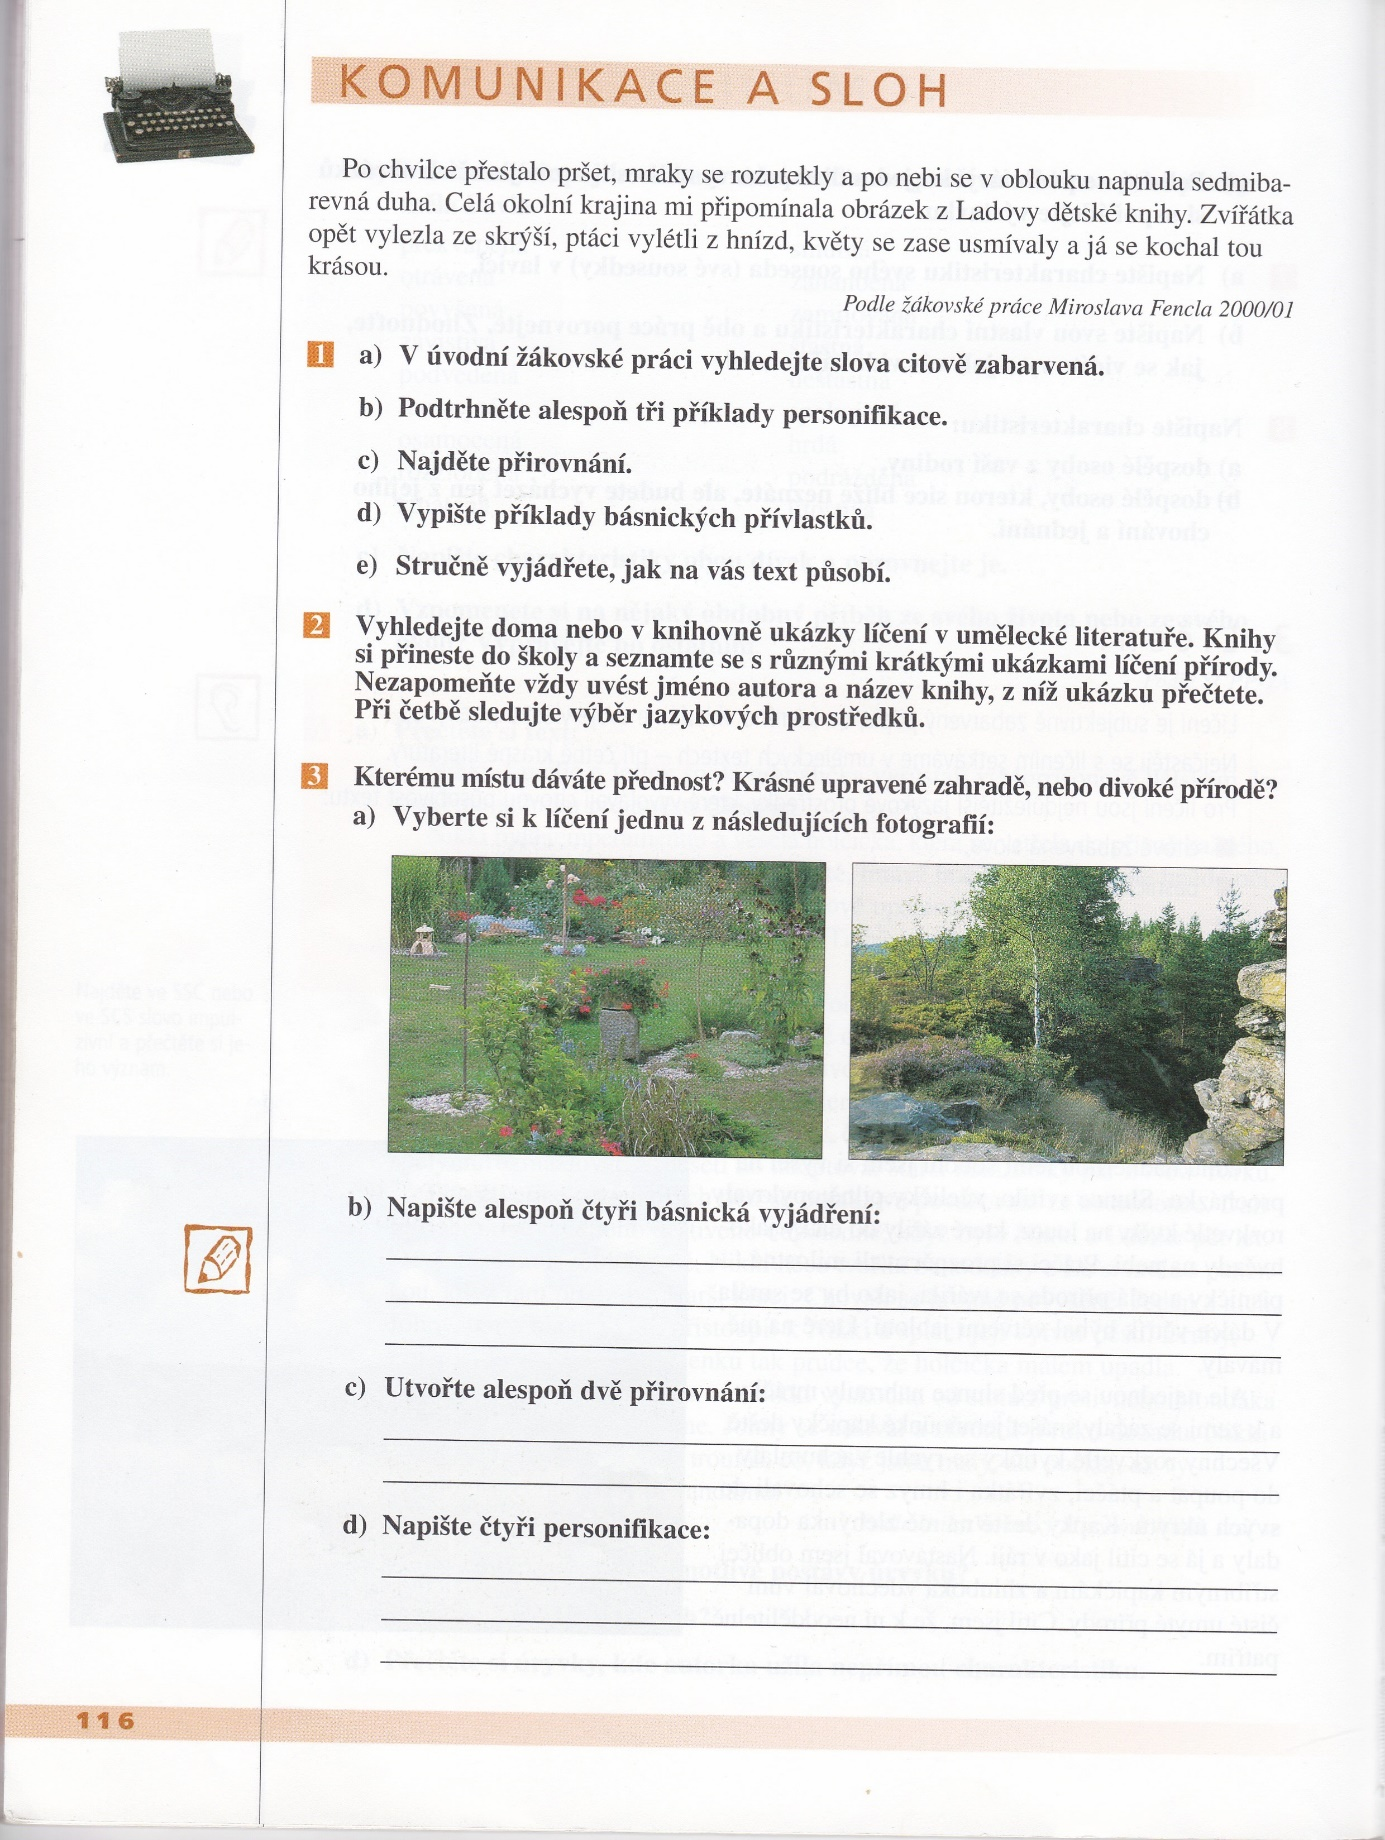 KOMUNIKACE A SLOH
Po chvilce přestalo pršet, mraky se rozutekly a po nebi se v oblouku napnula sedmiba-
revná duha. Celá okolní krajina mi připomínala obrázek z Ladovy dětské knihy. Zvířátka
opět vylezla ze skrýší, ptáci vylétli z hnízd, květy se zase usmívaly a já se kochal tou
krásou.
Podle žákovské práce Miroslava Fencla 2000/01
1 a) V úvodní žákovské práci vyhledejte slova citově zabarvená.
b) Podtrhněte alespoň tři příklady personifikace.
c) Najděte přirovnání.
d) Vypište příklady básnických přívlastků.
e) Stručně vyjádřete, jak na vás text působí.
2 Vyhledejte doma nebo v knihovně ukázky líčení v umělecké literatuře. Knihy
si přineste do školy a seznamte se s různými krátkými ukázkami líčení přírody.
Nezapomeňte vždy uvést jméno autora a název knihy, z níž ukázku přečtete.
Při četbě sledujte výběr jazykových prostředků.
3 Kterému místu dáváte přednost? Krásné upravené zahradě, nebo divoké přírodě?
a) Vyberte si k líčení jednu z následujících fotografií:
b) Napište alespoň čtyři básnická vyjádření:
c) Utvořte alespoň dvě přirovnání:
d) Napište čtyři personifikace:
116